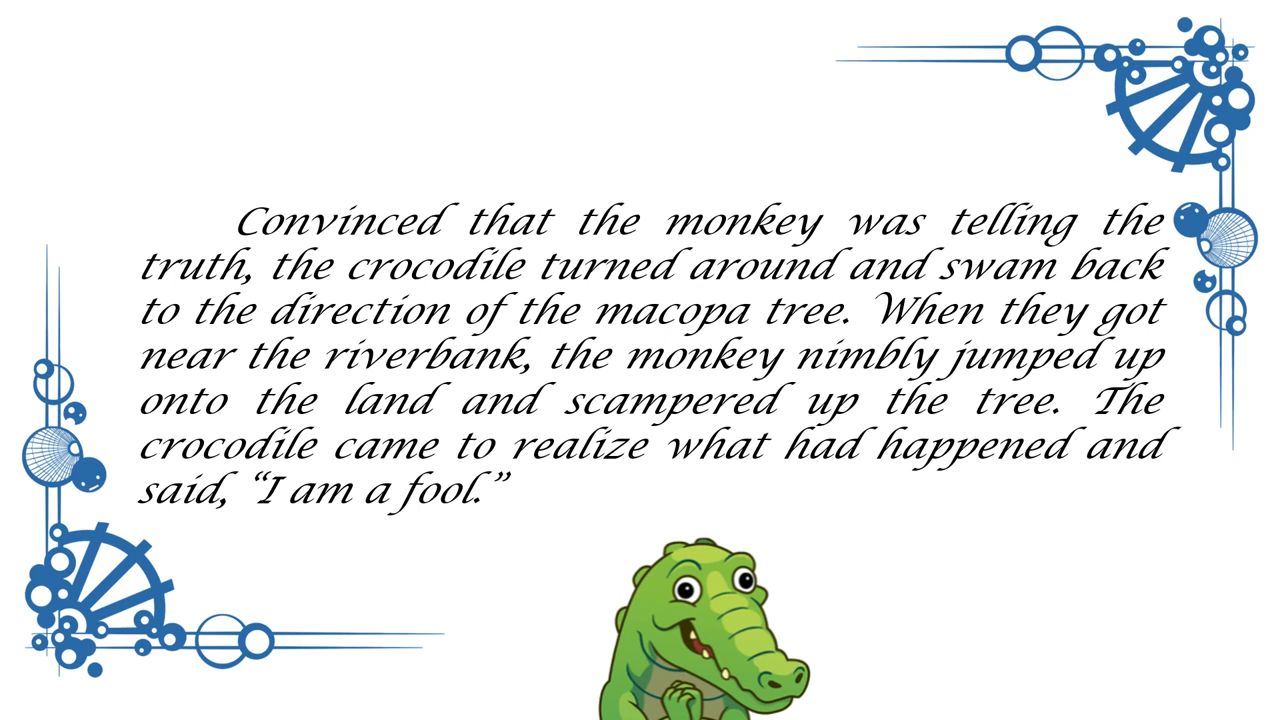 Convinced that the monkey was telling the
truth, the crocodile turned around and swam back
to the direction of the macopa tree. When they got
near the riverbank, the monkey nimbly jumped up
onto the land and scampered up the tree. The
crocodile came to realize what had happened and
said, “I am a fool.”